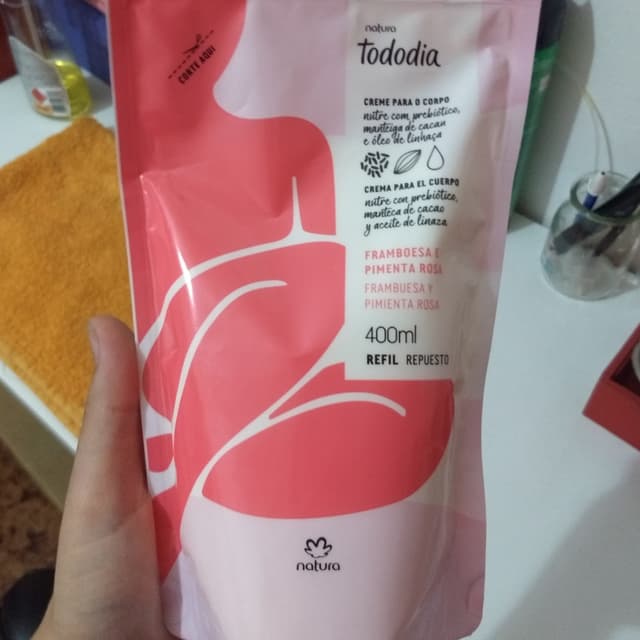 CORTE AQUI
natura
tododia
CREME PARA O CORPO
nutre com prebiótico,
manteiga de cacau
e óleo de linhaça
CREMA PARA EL CUERPO
nutre con prebiótico,
manteca de cacao
y aceite de linaza
FRAMBOESA E
PIMENTA ROSA
FRAMBUESA Y
PIMIENTA ROSA
400ml
REFIL REPUESTO
natura